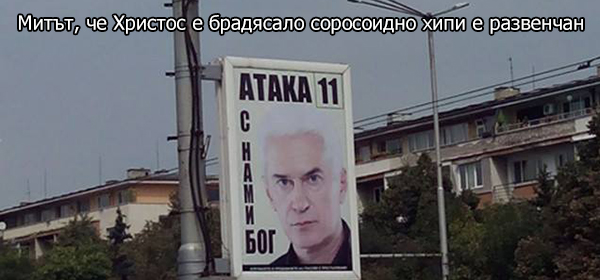 Митът, че Христос е брадясало соросоидно хипи е развенчан
АТАКА 11
С НАМИ
БОГ